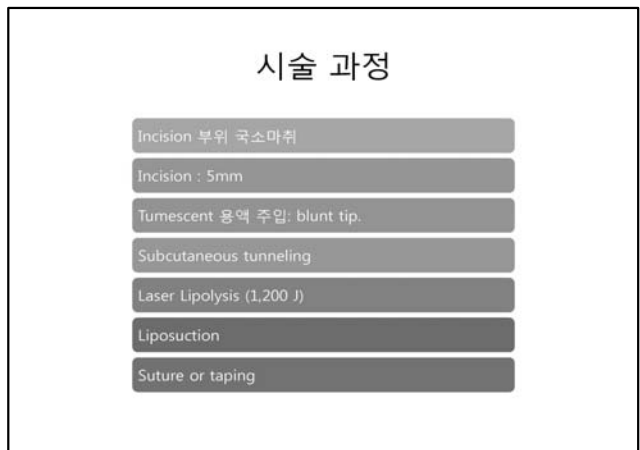 시술 과정
Incision 부위 국소마취
Incision : 5mm
Tumescent 용액 주입: blunt tip.
Subcutaneous tunneling
Laser Lipolysis (1,200 J)
Liposuction
Suture or taping